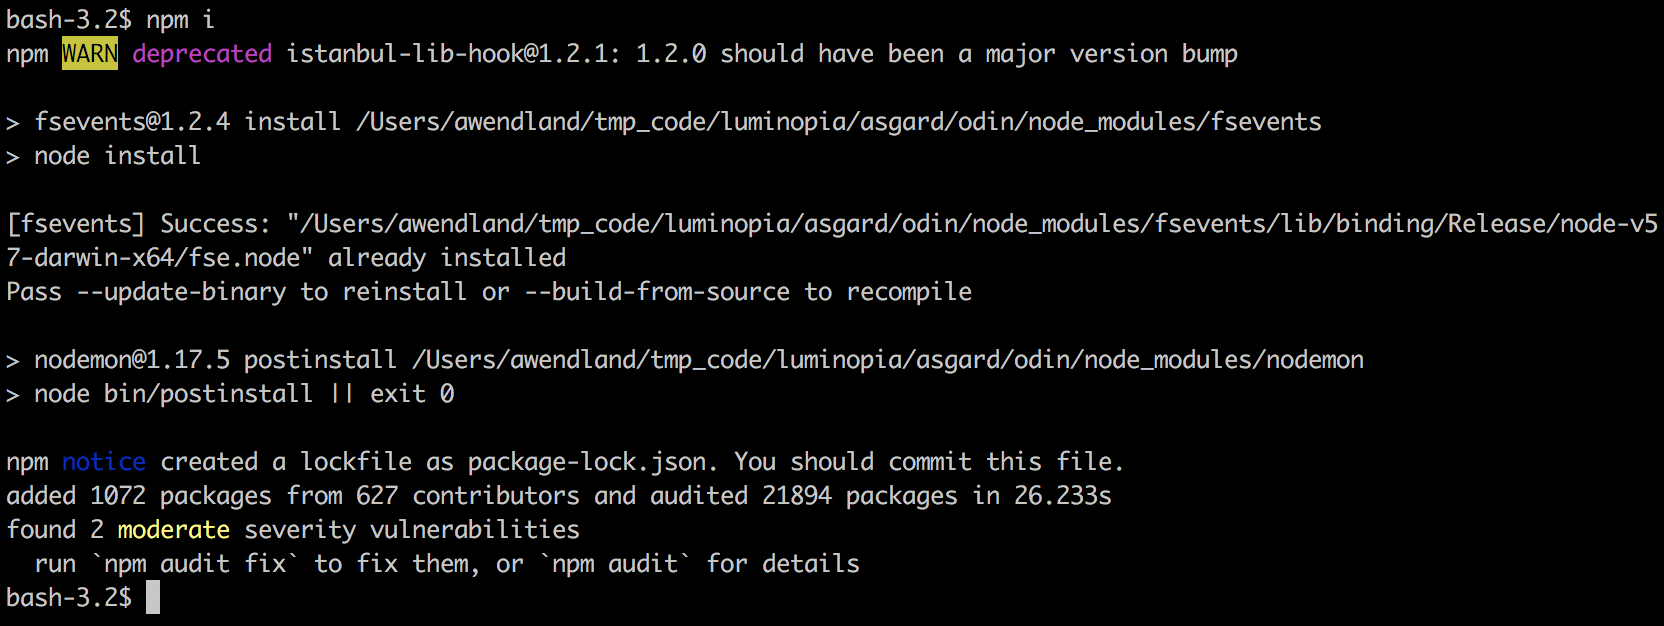 bash-3.2$ npm i
npm WARN deprecated istanbul-lib-hook@1.2.1: 1.2.0 should have been a major version bump
> fsevents@1.2.4 install /Users/awendland/tmp_code/luminopia/asgard/odin/node_modules/fsevents
> node install
[fsevents] Success: "/Users/awendland/tmp_code/luminopia/asgard/odin/node_modules/fsevents/lib/binding/Release/node-v5
7-darwin-x64/fse.node" already installed
Pass --update-binary to reinstall or --build-from-source to recompile
> nodemon@1.17.5 postinstall /Users/awendland/tmp_code/luminopia/asgard/odin/node_modules/nodemon
> node bin/postinstall || exit 0
npm notice created a lockfile as package-lock.json. You should commit this file.
added 1072 packages from 627 contributors and audited 21894 packages in 26.233s
found 2 moderate severity vulnerabilities
  run `npm audit fix` to fix them, or `npm audit` for details
bash-3.2$